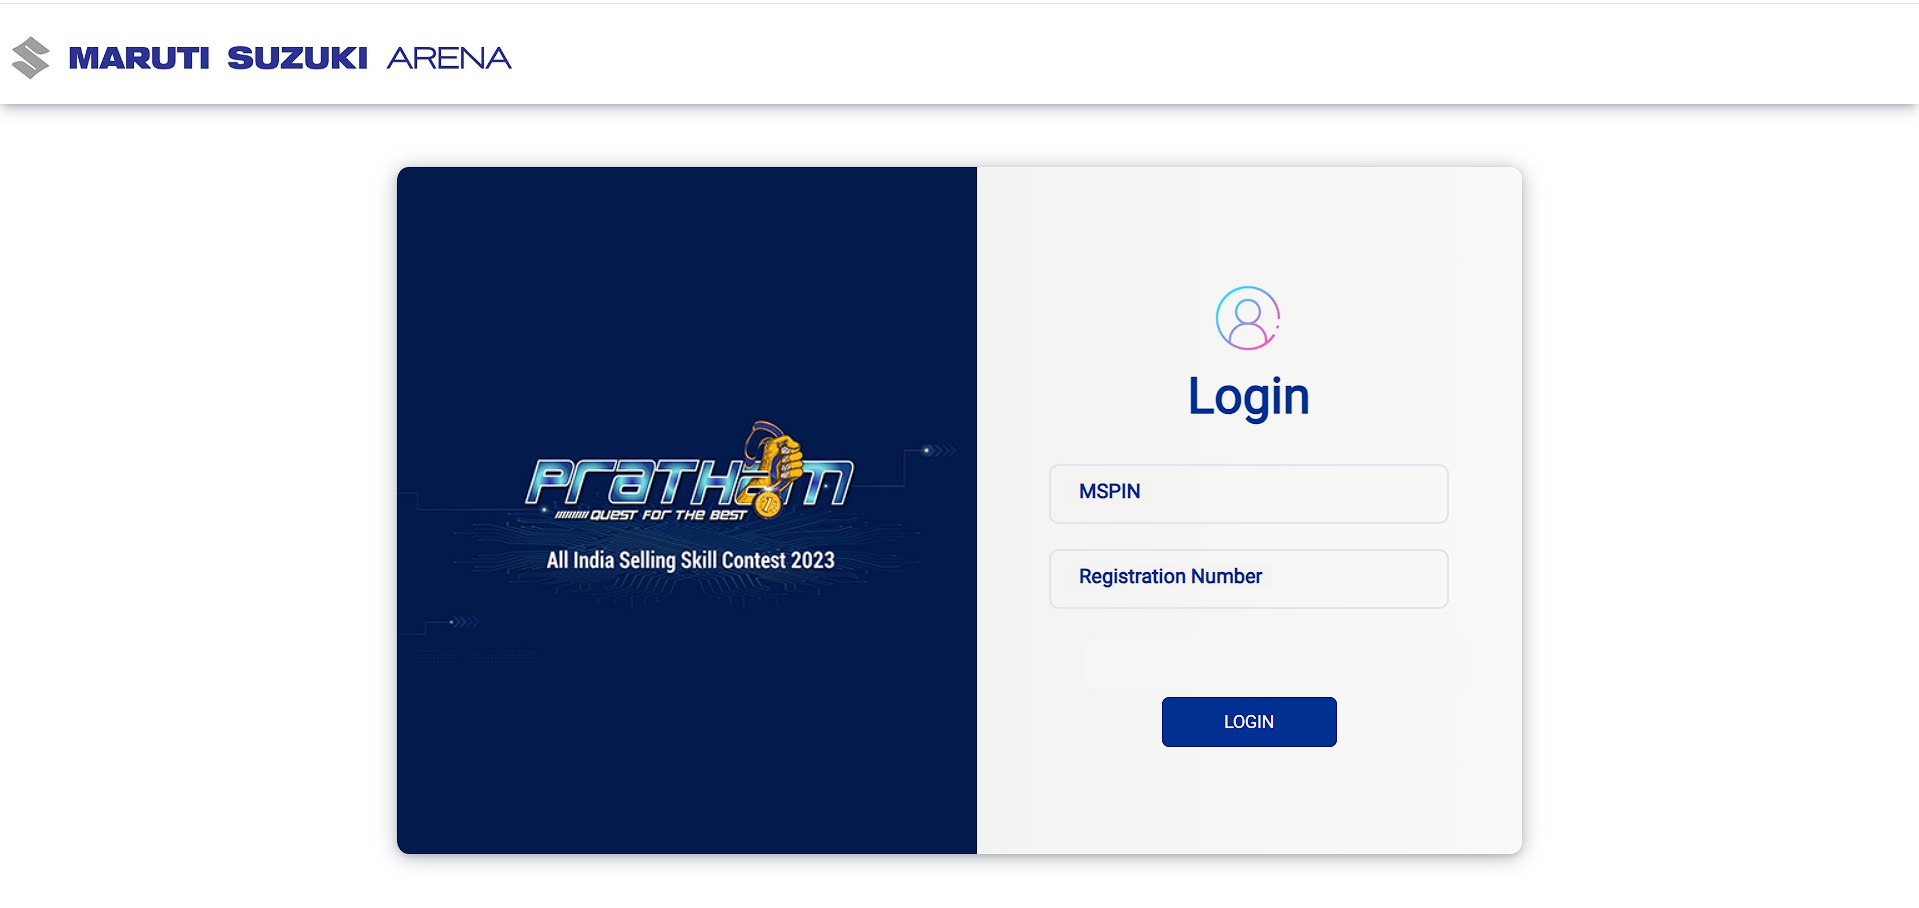 MARUTI SUZUKI ARENA
PRATHAM
QUEST FOR THE BEST
All India Selling Skill Contest 2023
Login
MSPIN
Registration Number
LOGIN